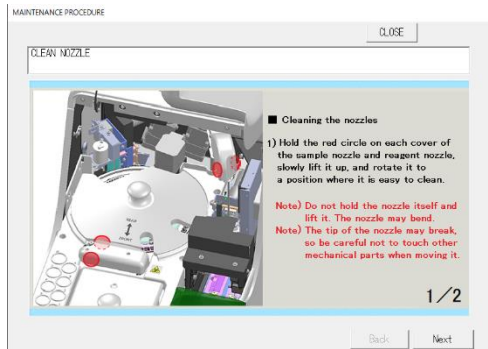 MAINTENANCE PROCEDURE
CLOSE
CLEAN NOZZLE
■ Cleaning the nozzles
1) Hold the red circle on each cover of
the sample nozzle and reagent nozzle,
slowly lift it up, and rotate it to
a position where it is easy to clean.
Note) Do not hold the nozzle itself and
lift it. The nozzle may bend.
Note) The tip of the nozzle may break,
so be careful not to touch other
mechanical parts when moving it.
REAR
FRONT
1/2
Back
Next